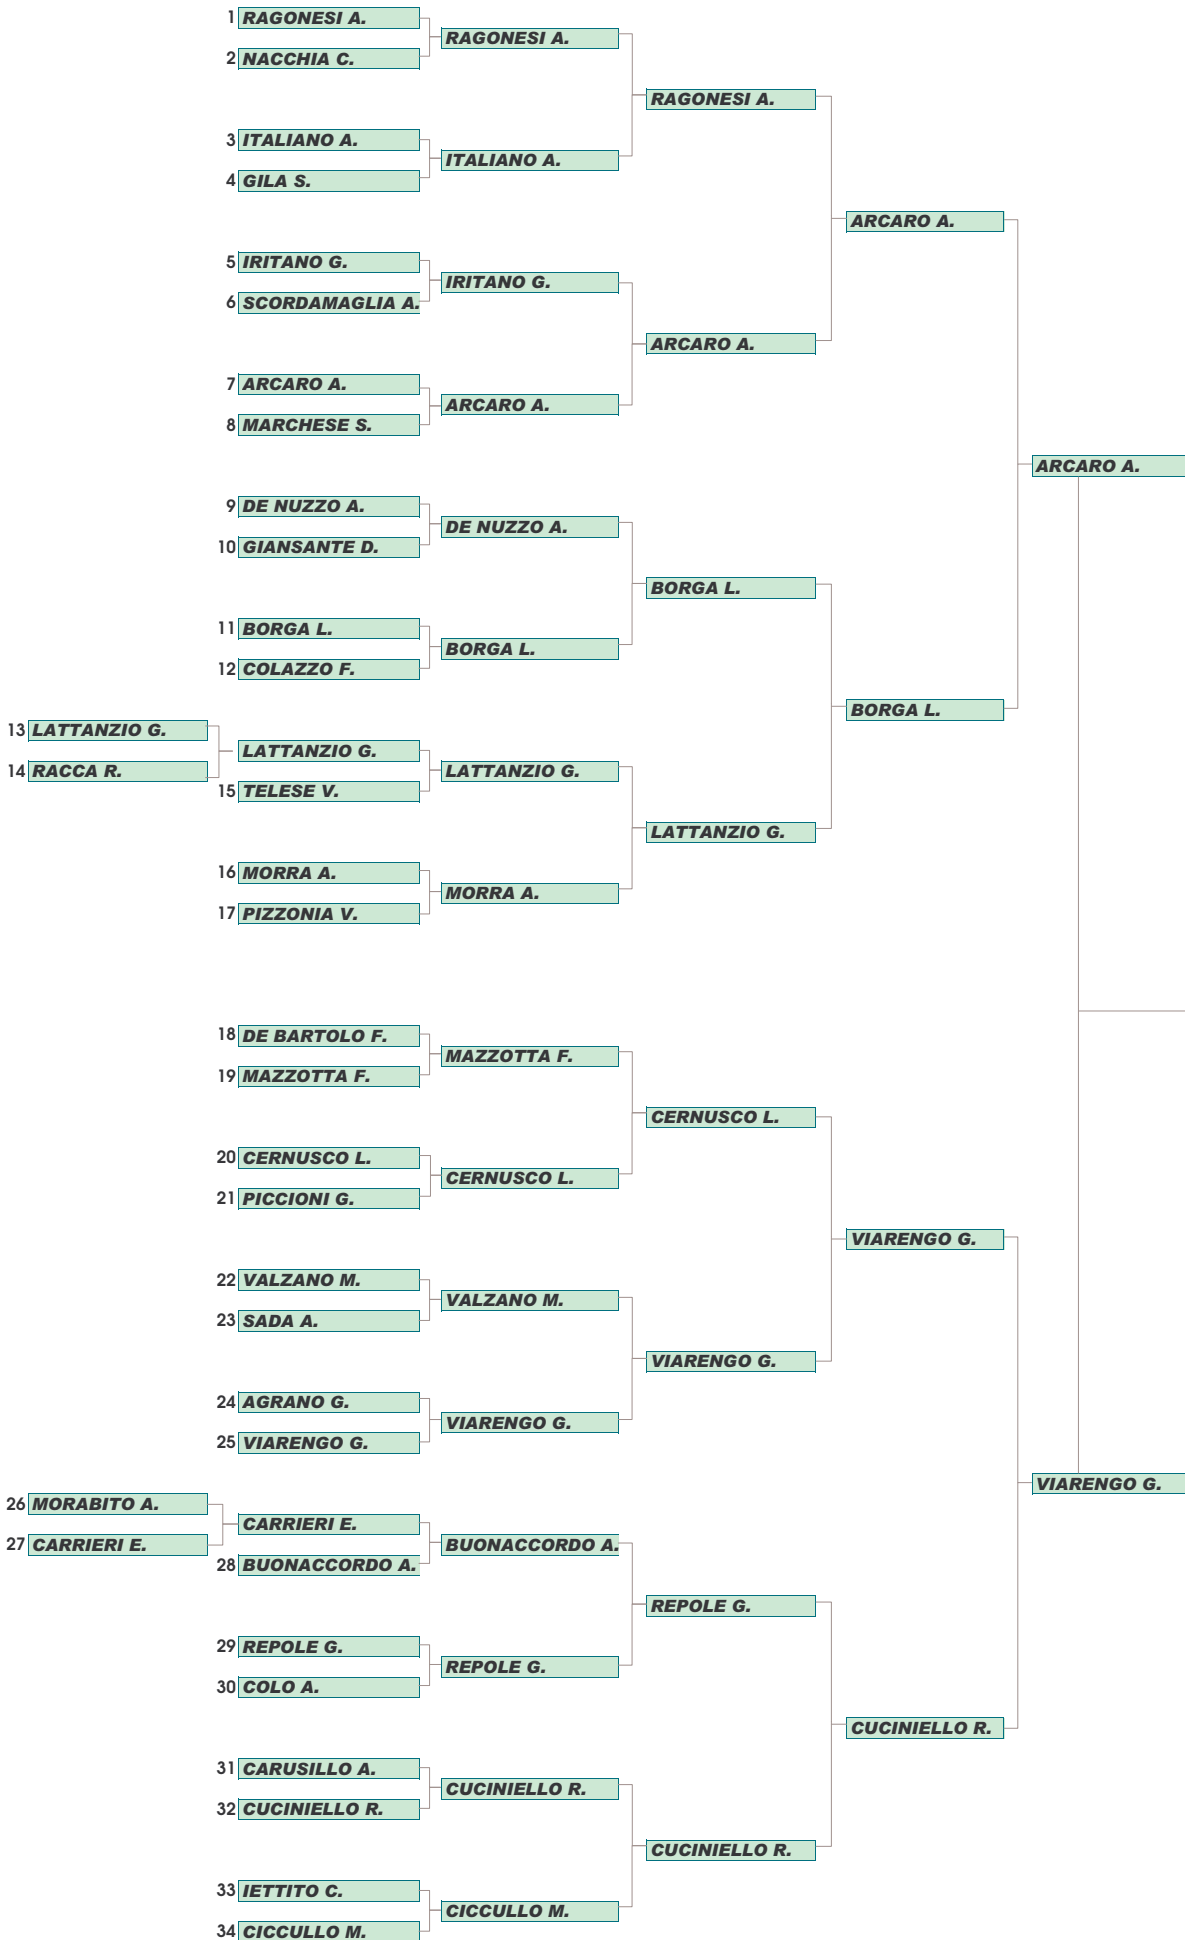 1 RAGONESI A.
RAGONESI A.
2 NACCHIA C.
RAGONESI A.
3 ITALIANO A.
ITALIANO A.
4 GILA S.
ARCARO A.
5 IRITANO G.
IRITANO G.
6 SCORDAMAGLIA A.
ARCARO A.
7 ARCARO A.
ARCARO A.
8 MARCHESE S.
ARCARO A.
9 DE NUZZO A.
DE NUZZO A.
10 GIANSANTE D.
BORGA L.
11 BORGA L.
BORGA L.
12 COLAZZO F.
BORGA L.
13 LATTANZIO G.
LATTANZIO G.
14 RACCA R.
LATTANZIO G.
15 TELESE V.
LATTANZIO G.
16 MORRA A.
MORRA A.
17 PIZZONIA V.
18 DE BARTOLO F.
MAZZOTTA F.
19 MAZZOTTA F.
CERNUSCO L.
20 CERNUSCO L.
CERNUSCO L.
21 PICCIONI G.
VIARENGO G.
22 VALZANO M.
VALZANO M.
23 SADA A.
VIARENGO G.
24 AGRANO G.
VIARENGO G.
25 VIARENGO G.
VIARENGO G.
26 MORABITO A.
CARRIERI E.
27 CARRIERI E.
BUONACCORDO A.
28 BUONACCORDO A.
REPOLE G.
29 REPOLE G.
REPOLE G.
30 COLO A.
CUCINIELLO R.
31 CARUSILLO A.
CUCINIELLO R.
32 CUCINIELLO R.
CUCINIELLO R.
33 IETTITO C.
CICCULLO M.
34 CICCULLO M.